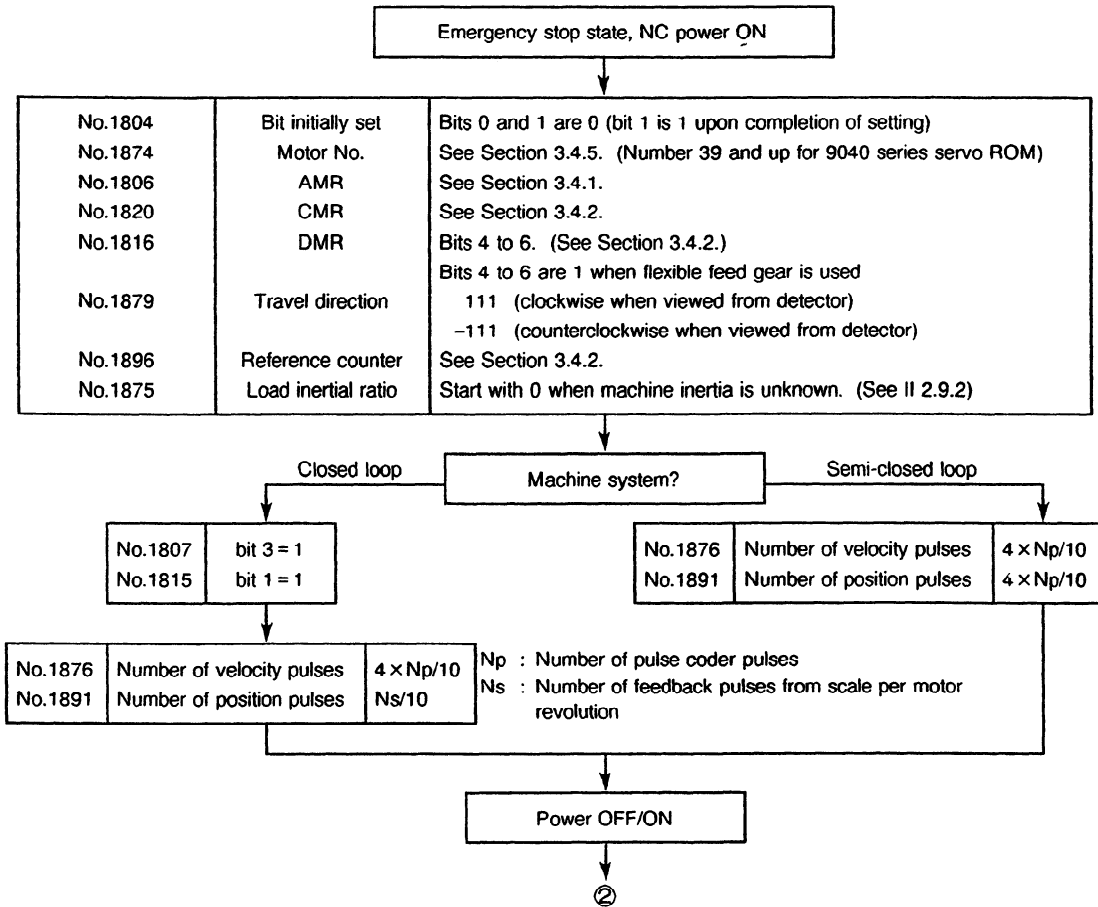 Emergency stop state, NC power ON
No.1804 Bit initially set Bits 0 and 1 are 0 (bit 1 is 1 upon completion of setting)
No.1874 Motor No. See Section 3.4.5. (Number 39 and up for 9040 series servo ROM)
No.1806 AMR See Section 3.4.1.
No.1820 CMR See Section 3.4.2.
No.1816 DMR Bits 4 to 6. (See Section 3.4.2.)
Bits 4 to 6 are 1 when flexible feed gear is used
No.1879 Travel direction 111 (clockwise when viewed from detector)
−111 (counterclockwise when viewed from detector)
No.1896 Reference counter See Section 3.4.2.
No.1875 Load inertial ratio Start with 0 when machine inertia is unknown. (See II 2.9.2)
Closed loop
Machine system?
Semi-closed loop
No.1807 bit 3 = 1
No.1815 bit 1 = 1
No.1876 Number of velocity pulses 4 × Np/10
No.1891 Number of position pulses 4 × Np/10
No.1876 Number of velocity pulses 4 × Np/10
No.1891 Number of position pulses Ns/10
Np : Number of pulse coder pulses
Ns : Number of feedback pulses from scale per motor
revolution
Power OFF/ON
②